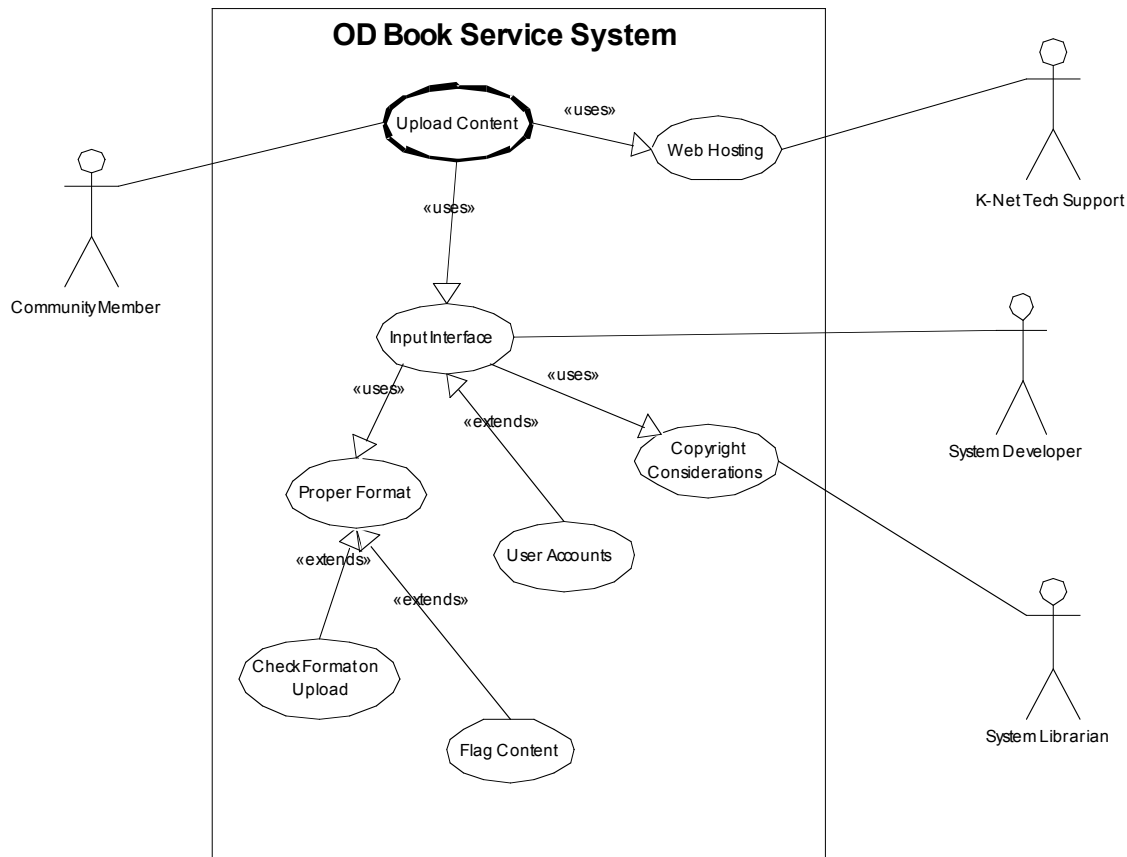 OD Book Service System
Upload Content
«uses»
Web Hosting
K-Net Tech Support
Community Member
«uses»
Input Interface
«uses»
«uses»
«extends»
Copyright
Considerations
System Developer
Proper Format
User Accounts
«extends»
«extends»
Check Format on
Upload
Flag Content
System Librarian